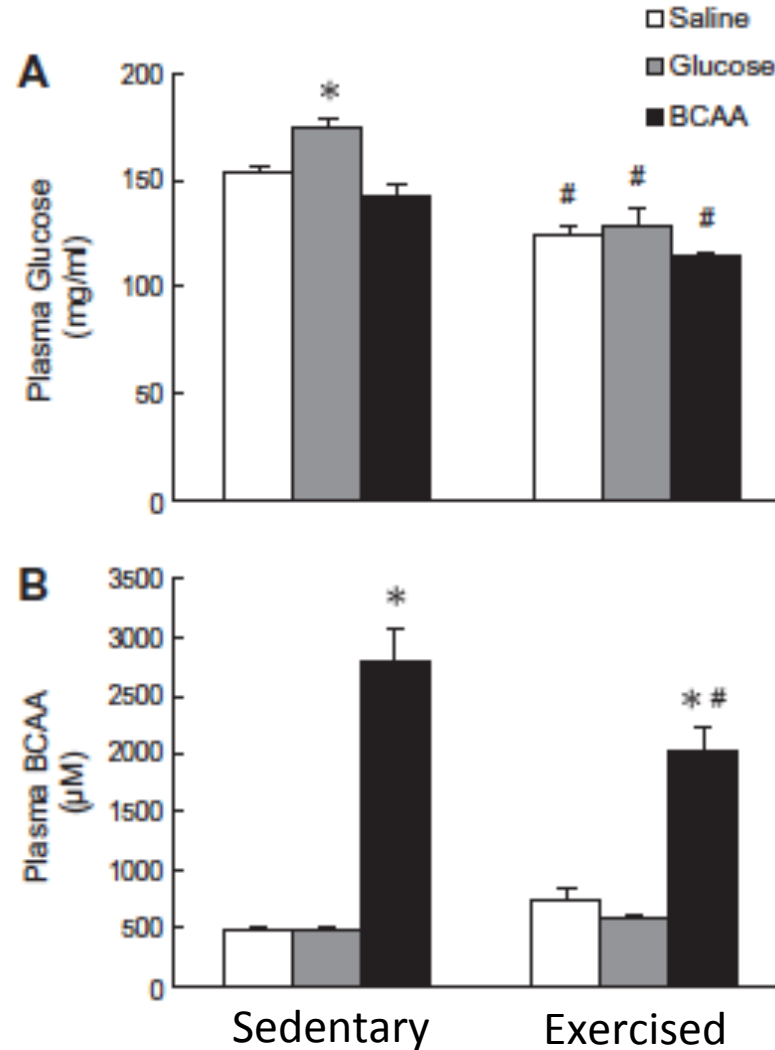 Saline
Glucose
BCAA
A
Plasma Glucose
(mg/ml)
200
150
100
50
0
*
#
#
#
B
Plasma BCAA
(µM)
3500
3000
2500
2000
1500
1000
500
0
*
* #
Sedentary Exercised